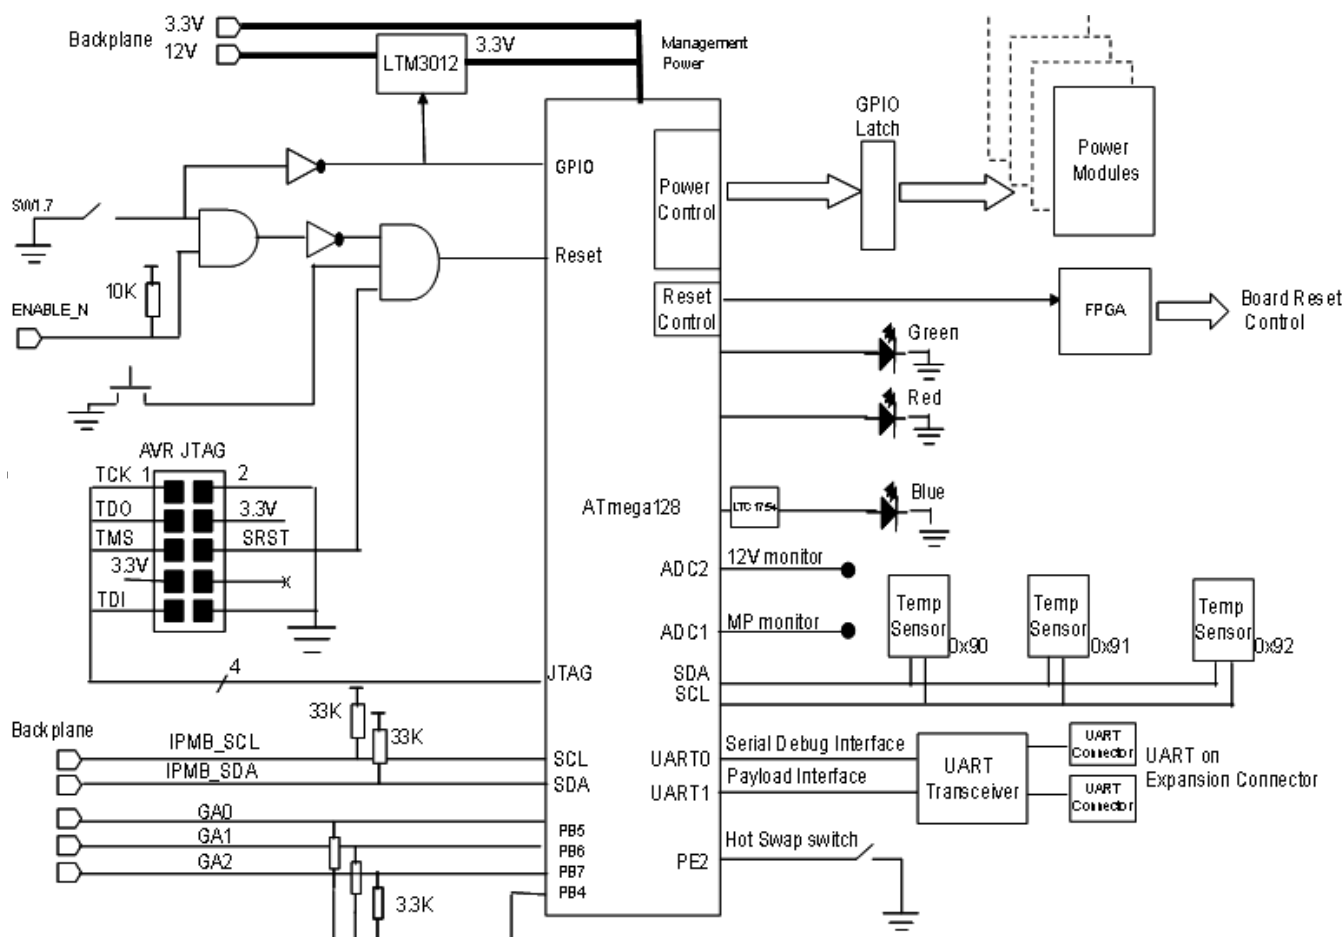 Backplane
3.3V
12V
LTM3012
3.3V
Management
Power
GPIO
Latch
Power
Modules
GPIO
Power
Control
SW1.7
Reset
10K
ENABLE_N
Reset
Control
FPGA
Board Reset
Control
Green
Red
AVR JTAG
TCK 1
2
TDO
3.3V
TMS
SRST
3.3V
X
TDI
ATmega128
LTC1754
Blue
ADC2
12V monitor
ADC1
MP monitor
Temp
Sensor
0x90
Temp
Sensor
0x91
Temp
Sensor
0x92
SDA
SCL
4
JTAG
33K
33K
Backplane
IPMB_SCL
SCL
IPMB_SDA
SDA
UART0
Serial Debug Interface
UART1
Payload Interface
UART
Transceiver
UART
Connector
UART
Connector
UART on
Expansion Connector
GA0
PB5
GA1
PB6
GA2
PB7
PB4
3.3K
PE2
Hot Swap switch